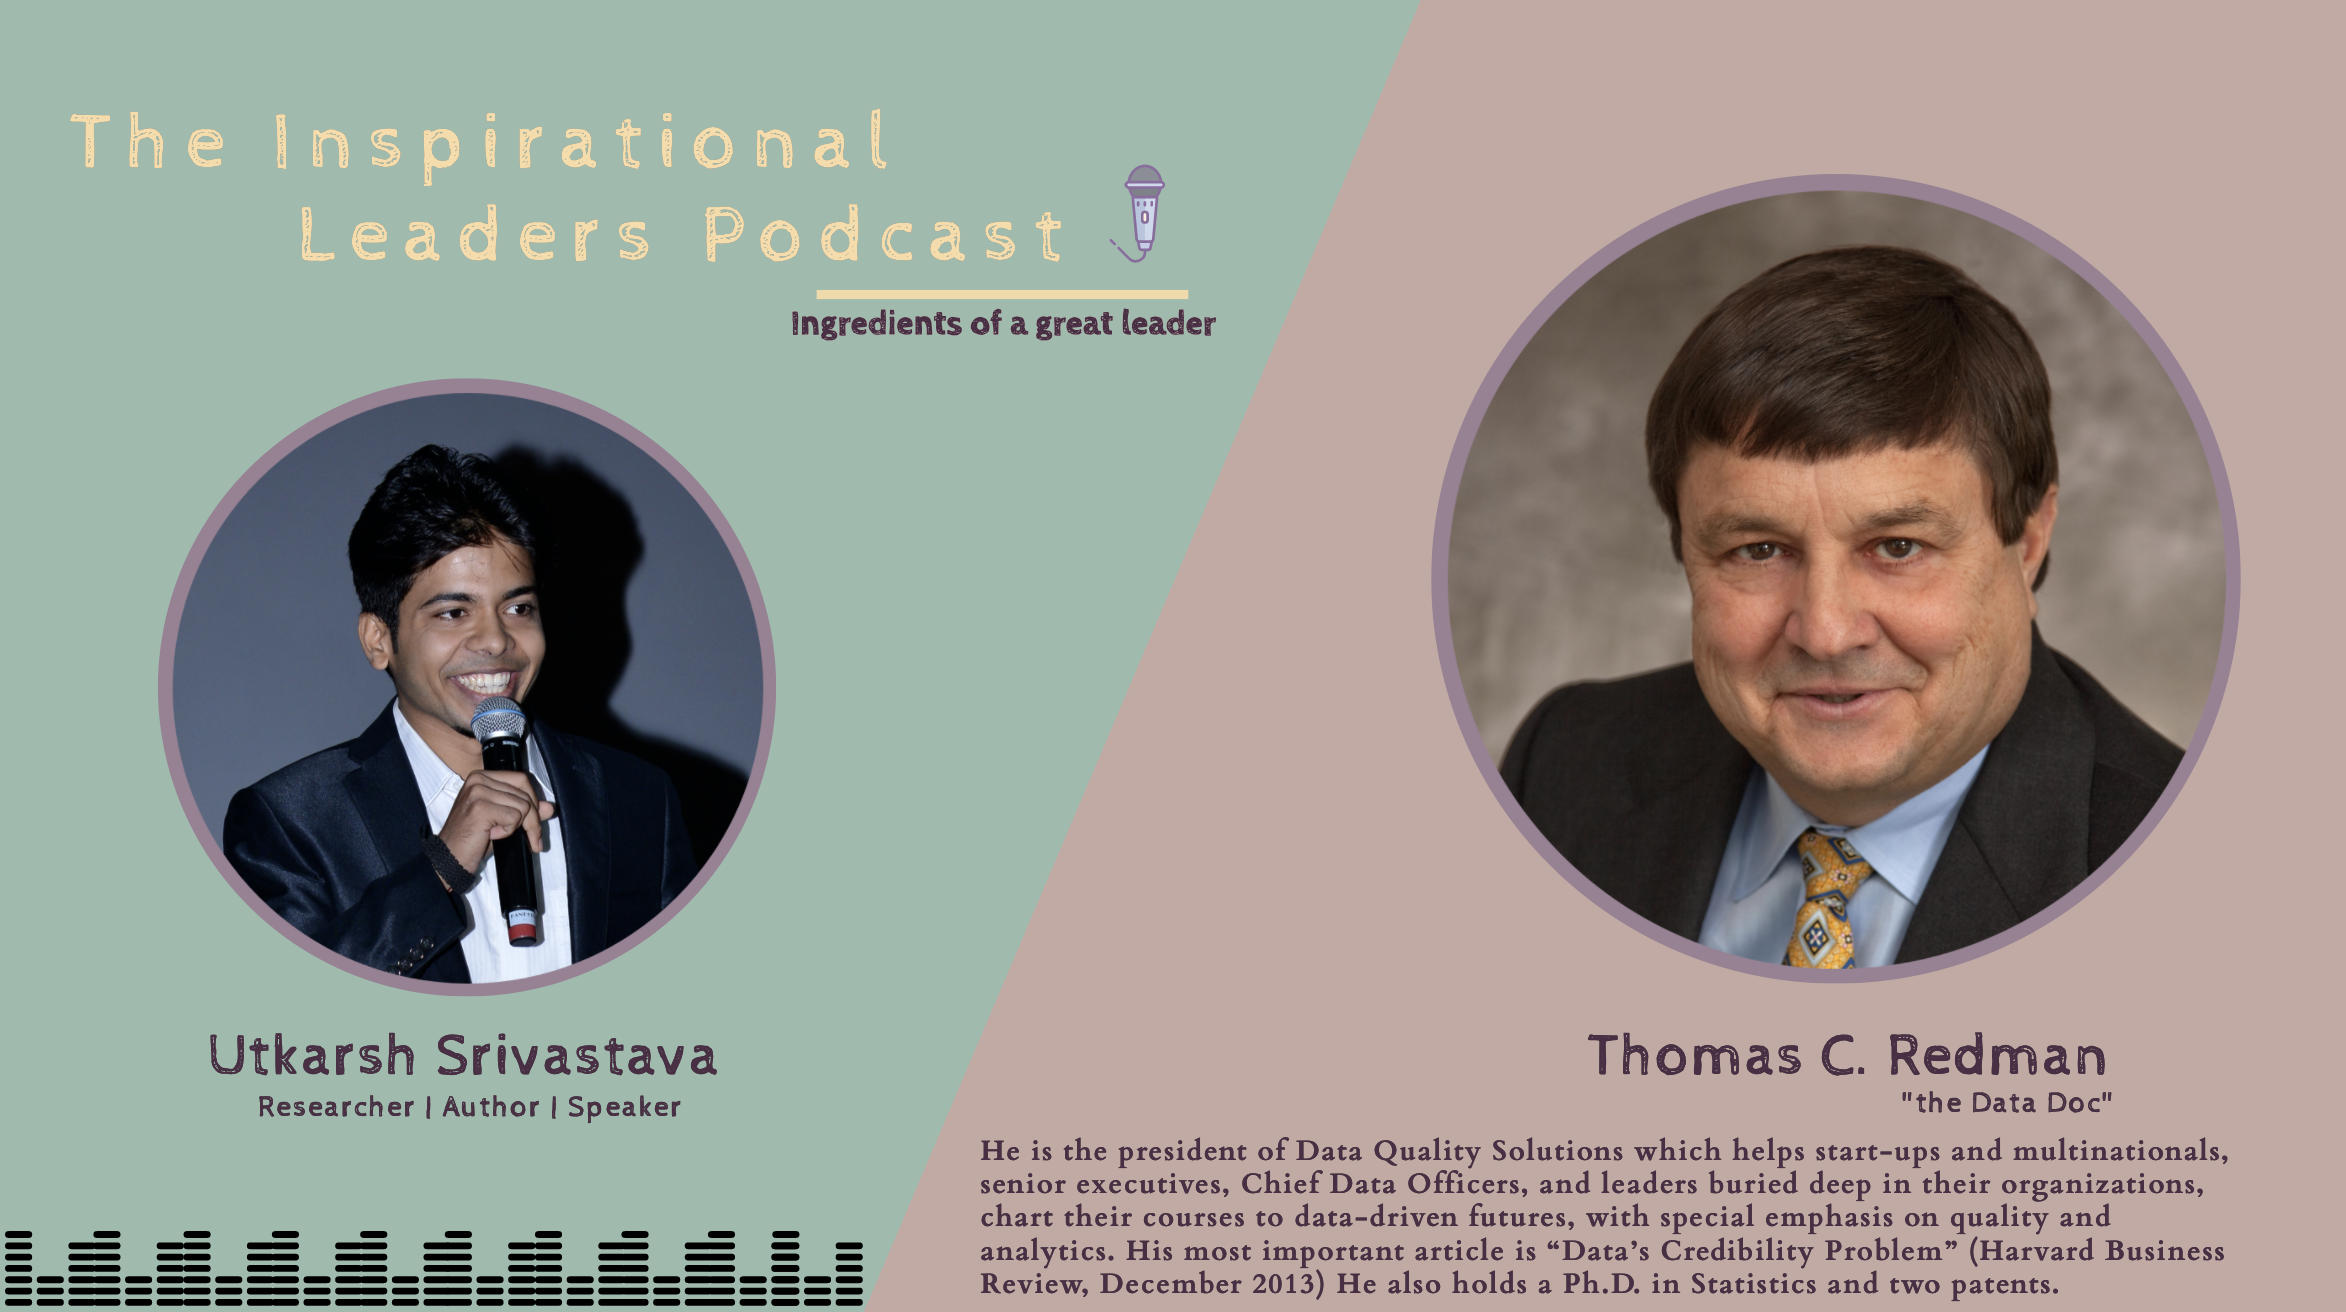 The Inspirational
Leaders Podcast
Ingredients of a great leader
Utkarsh Srivastava
Researcher | Author | Speaker
Thomas C. Redman
"the Data Doc"
He is the president of Data Quality Solutions which helps start-ups and multinationals,
senior executives, Chief Data Officers, and leaders buried deep in their organizations,
chart their courses to data-driven futures, with special emphasis on quality and
analytics. His most important article is “Data’s Credibility Problem” (Harvard Business
Review, December 2013) He also holds a Ph.D. in Statistics and two patents.